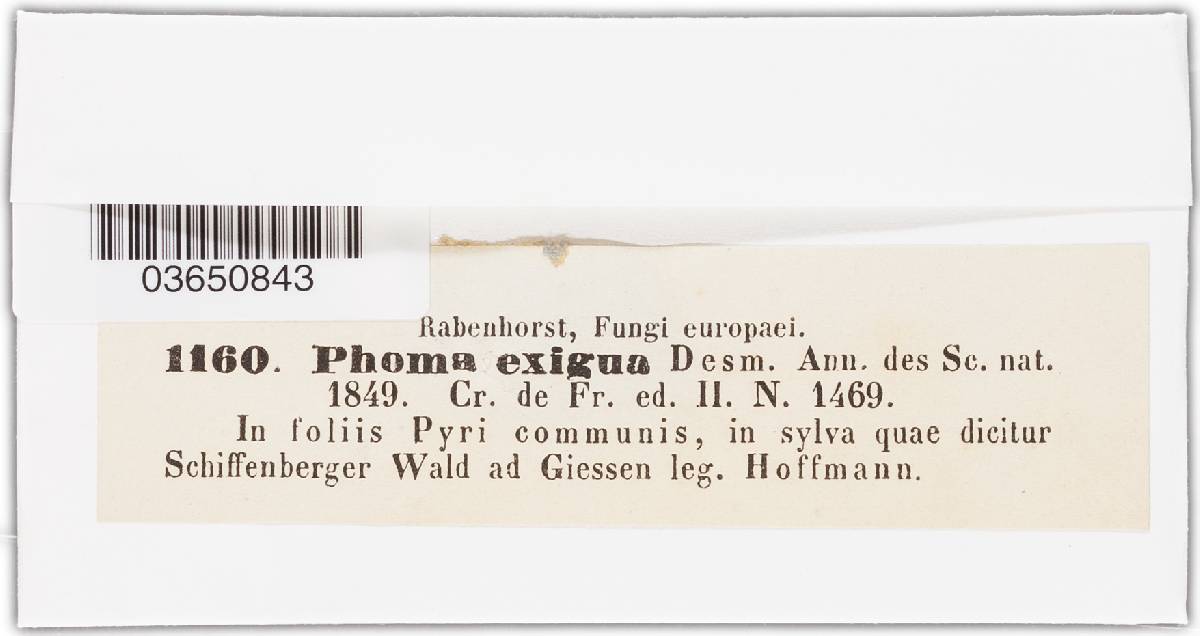 03650843
Rabenhorst, Fungi europaei.
1160. Phoma exigua Desm. Ann. des Sc. nat.
1849. Cr. de Fr. ed. II. N. 1469.
In foliis Pyri communis, in sylva quae dicitur
Schiffenberger Wald ad Giessen leg. Hoffmann.